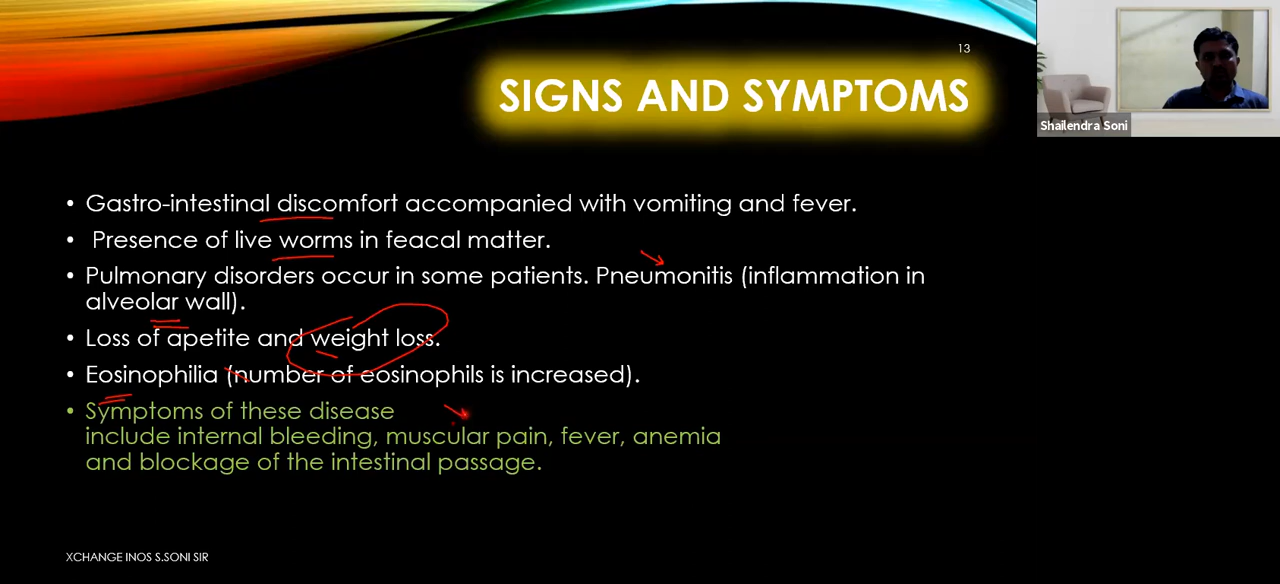 13
SIGNS AND SYMPTOMS
Shailendra Soni
• Gastro-intestinal discomfort accompanied with vomiting and fever.
• Presence of live worms in feacal matter.
• Pulmonary disorders occur in some patients. Pneumonitis (inflammation in
alveolar wall).
• Loss of apetite and weight loss.
• Eosinophilia (number of eosinophils is increased).
• Symptoms of these disease
include internal bleeding, muscular pain, fever, anemia
and blockage of the intestinal passage.
XCHANGE INOS S.SONI SIR